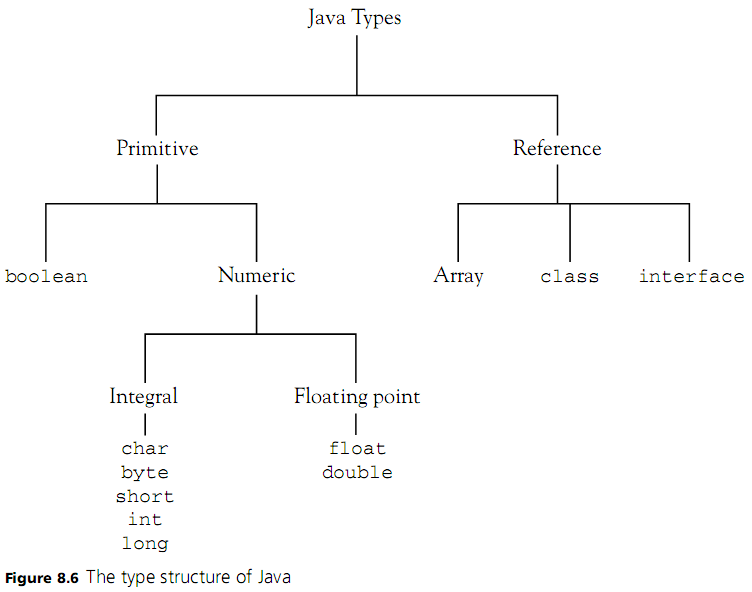 Java Types
Primitive Reference
boolean Numeric Array class interface
Integral Floating point
char float
byte double
short
int
long
Figure 8.6 The type structure of Java